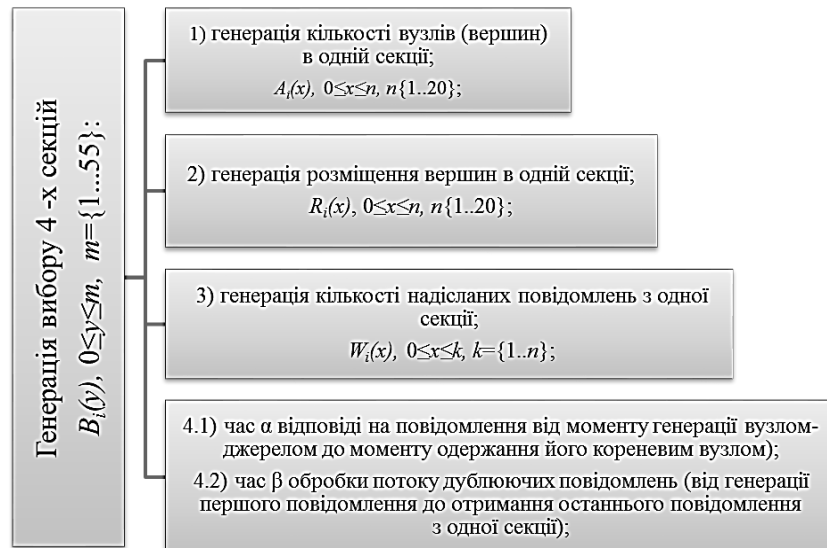 Генерація вибору 4 -х секцій
Bi(y), 0≤y≤m, m={1...55}:
1) генерація кількості вузлів (вершин)
в одній секції;
Ai(x), 0≤x≤n, n{1..20};
2) генерація розміщення вершин в одній секції;
Ri(x), 0≤x≤n, n{1..20};
3) генерація кількості надісланих повідомлень з одної
секції;
Wi(x), 0≤x≤k, k={1..n};
4.1) час α відповіді на повідомлення від моменту генерації вузлом-
джерелом до моменту одержання його кореневим вузлом);
4.2) час β обробки потоку дублюючих повідомлень (від генерації
першого повідомлення до отримання останнього повідомлення
з одної секції);